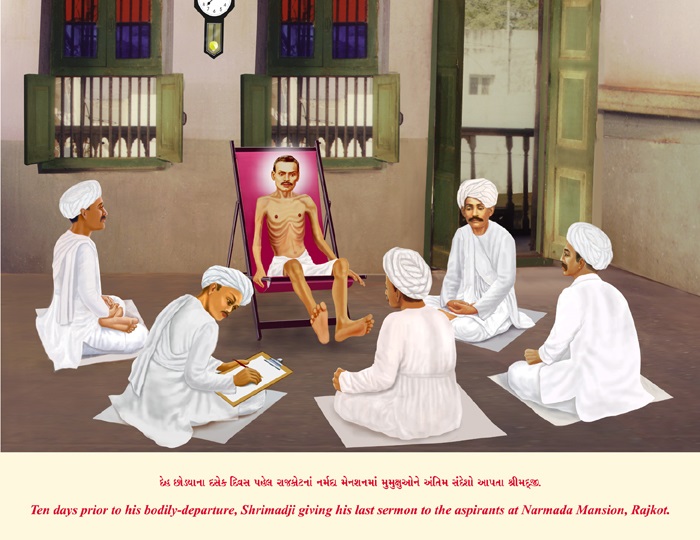 દેહ છોડ્યાના દસેક દિવસ પહેલ રાજકોટનાં નર્મદા મેનશનમાં મુમુક્ષુઓને અંતિમ સંદેશો આપતા શ્રીમદ્જી.
Ten days prior to his bodily-departure, Shrimadji giving his last sermon to the aspirants at Narmada Mansion, Rajkot.